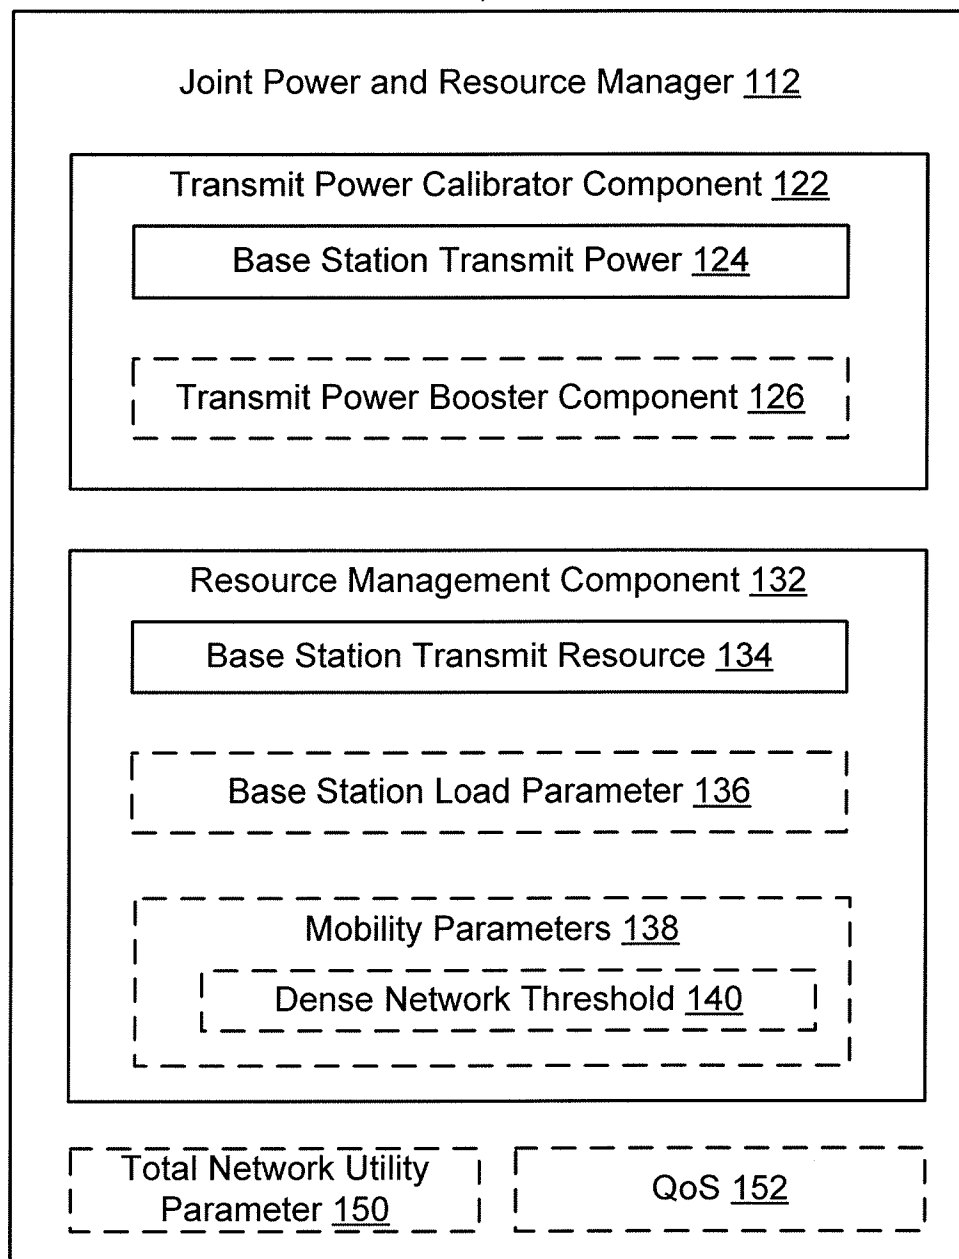 Joint Power and Resource Manager 112
Transmit Power Calibrator Component 122
Base Station Transmit Power 124
Transmit Power Booster Component 126
Resource Management Component 132
Base Station Transmit Resource 134
Base Station Load Parameter 136
Mobility Parameters 138
Dense Network Threshold 140
Total Network Utility
Parameter 150
QoS 152